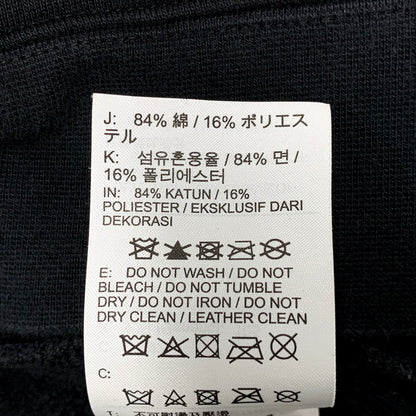 J: 84% 綿 / 16% ポリエス
テル
K: 섬유혼용율 / 84% 면 /
16% 폴리에스터
IN: 84% KATUN / 16%
POLIESTER / EKSKLUSIF DARI
DEKORASI
E: DO NOT WASH / DO NOT
BLEACH / DO NOT TUMBLE
DRY / DO NOT IRON / DO NOT
DRY CLEAN / LEATHER CLEAN
C: